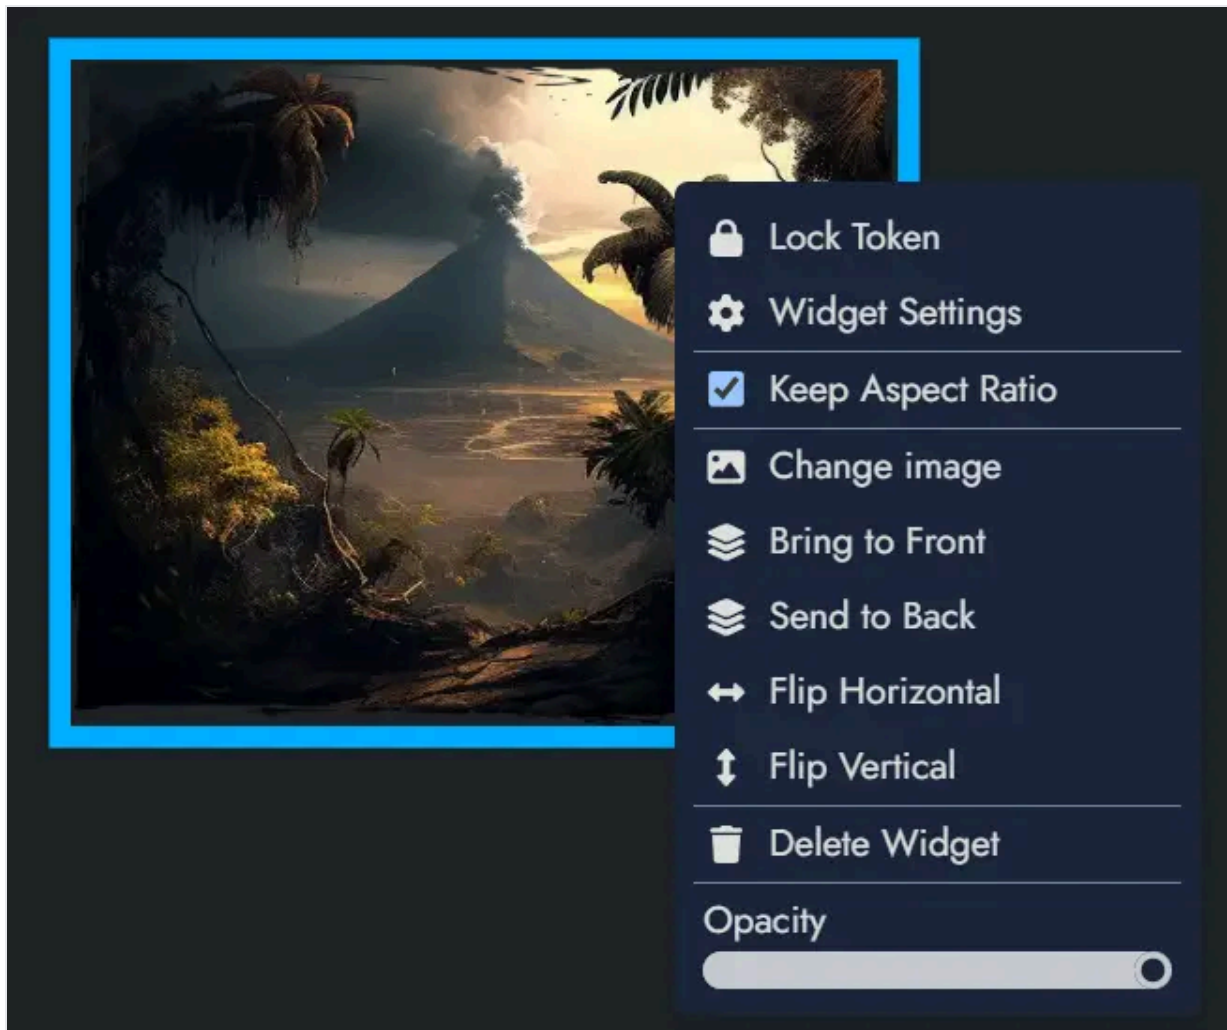 Lock Token
Widget Settings
Keep Aspect Ratio
Change image
Bring to Front
Send to Back
Flip Horizontal
Flip Vertical
Delete Widget
Opacity